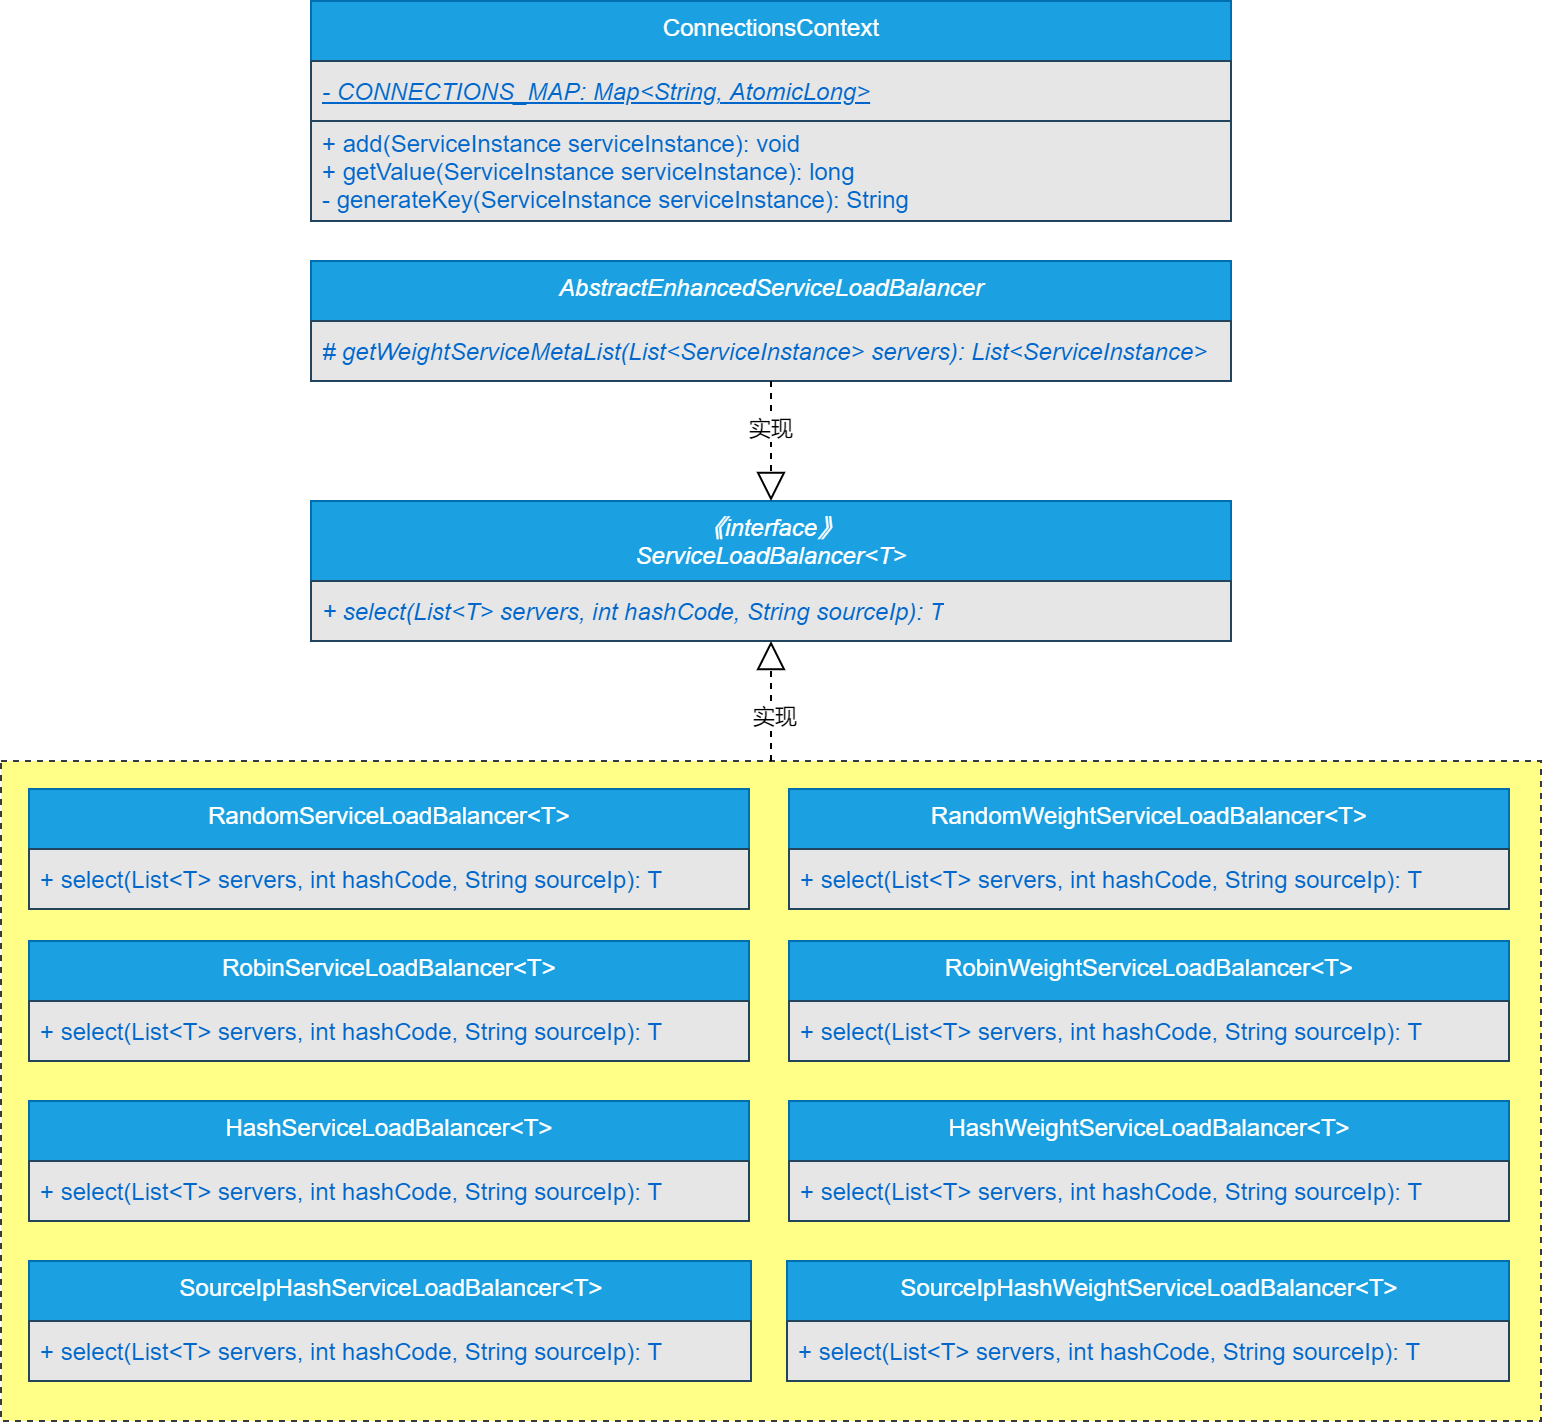 ConnectionsContext
- CONNECTIONS_MAP: Map<String, AtomicLong>
+ add(ServiceInstance serviceInstance): void
+ getValue(ServiceInstance serviceInstance): long
- generateKey(ServiceInstance serviceInstance): String
AbstractEnhancedServiceLoadBalancer
# getWeightServiceMetaList(List<ServiceInstance> servers): List<ServiceInstance>
实现
《interface》
ServiceLoadBalancer<T>
+ select(List<T> servers, int hashCode, String sourceIp): T
实现
RandomServiceLoadBalancer<T>
+ select(List<T> servers, int hashCode, String sourceIp): T
RandomWeightServiceLoadBalancer<T>
+ select(List<T> servers, int hashCode, String sourceIp): T
RobinServiceLoadBalancer<T>
+ select(List<T> servers, int hashCode, String sourceIp): T
RobinWeightServiceLoadBalancer<T>
+ select(List<T> servers, int hashCode, String sourceIp): T
HashServiceLoadBalancer<T>
+ select(List<T> servers, int hashCode, String sourceIp): T
HashWeightServiceLoadBalancer<T>
+ select(List<T> servers, int hashCode, String sourceIp): T
SourceIpHashServiceLoadBalancer<T>
+ select(List<T> servers, int hashCode, String sourceIp): T
SourceIpHashWeightServiceLoadBalancer<T>
+ select(List<T> servers, int hashCode, String sourceIp): T